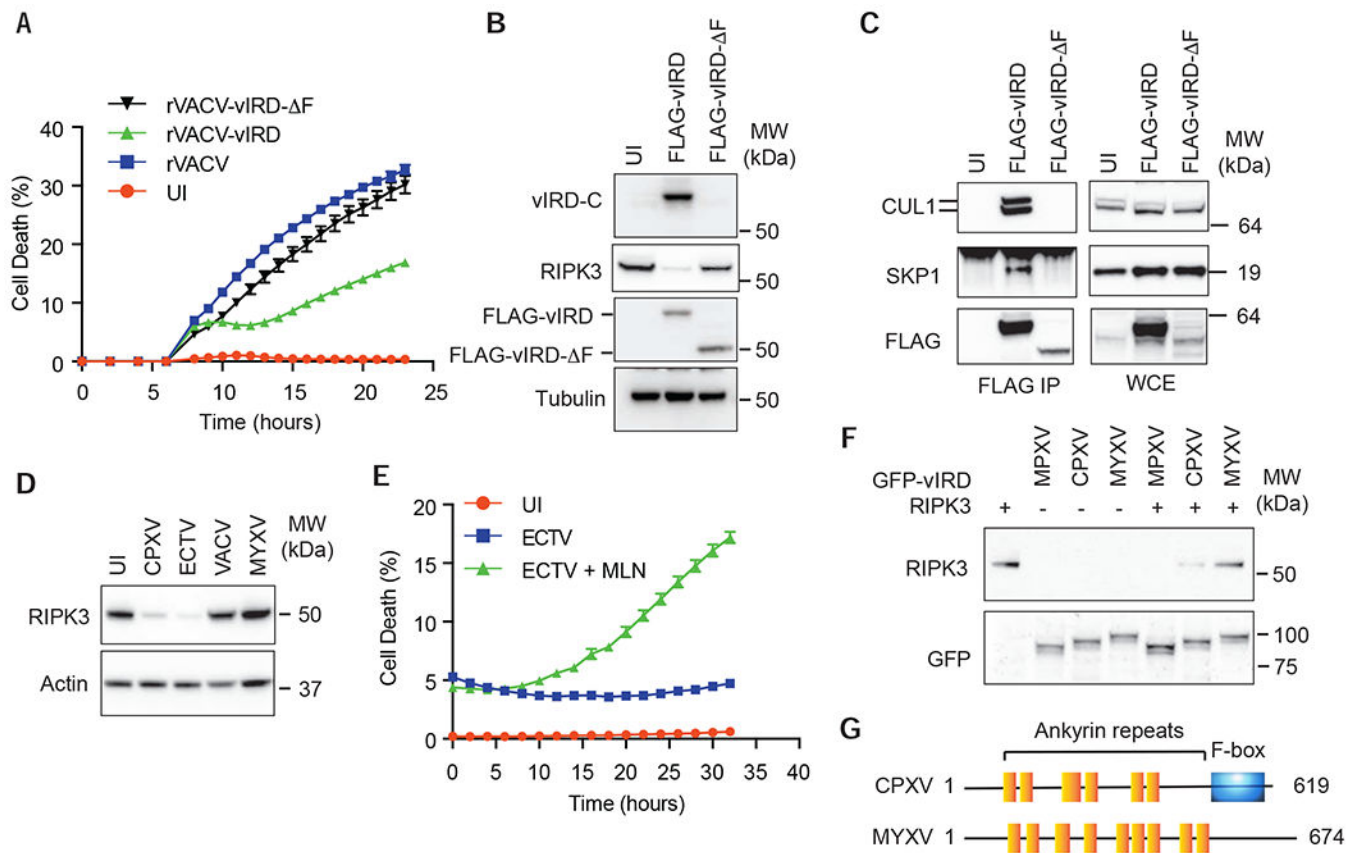 A
rVACV-vIRD-ΔF
rVACV-vIRD
rVACV
UI
Cell Death (%)
40
30
20
10
0
0 5 10 15 20 25
Time (hours)
B
UI
FLAG-vIRD
FLAG-vIRD-ΔF
MW
(kDa)
vIRD-C
50
RIPK3
50
FLAG-vIRD
FLAG-vIRD-ΔF
50
Tubulin
50
C
UI
FLAG-vIRD
FLAG-vIRD-ΔF
UI
FLAG-vIRD
FLAG-vIRD-ΔF
MW
(kDa)
CUL1
64
SKP1
19
FLAG
64
FLAG IP
WCE
D
UI
CPXV
ECTV
VACV
MYXV
MW
(kDa)
RIPK3
50
Actin
37
E
UI
ECTV
ECTV + MLN
Cell Death (%)
20
15
10
5
0
0 5 10 15 20 25 30 35 40
Time (hours)
F
GFP-vIRD
MPXV
CPXV
MYXV
MPXV
CPXV
MYXV
MW
(kDa)
RIPK3 + - - - + + +
RIPK3
50
GFP
100
75
G
Ankyrin repeats
F-box
CPXV 1 619
MYXV 1 674